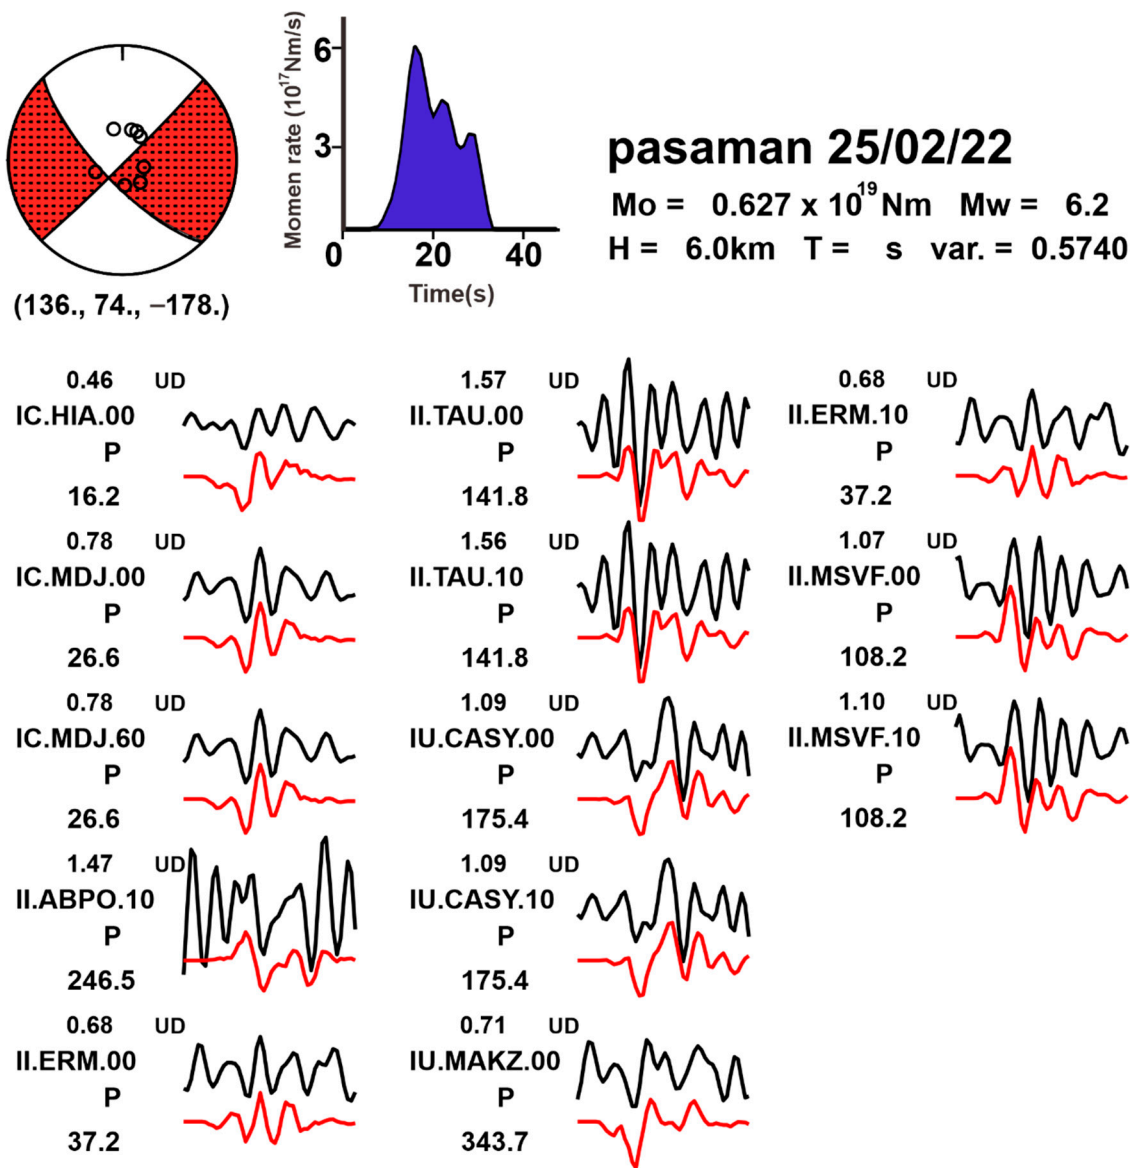 Momen rate (10^17 Nm/s)
6
3
0 20 40
Time(s)
(136., 74., −178.)
pasaman 25/02/22
Mo = 0.627 x 10^19 Nm Mw = 6.2
H = 6.0km T = s var. = 0.5740
0.46 UD
IC.HIA.00
P
16.2
0.78 UD
IC.MDJ.00
P
26.6
0.78 UD
IC.MDJ.60
P
26.6
1.47 UD
II.ABPO.10
P
246.5
0.68 UD
II.ERM.00
P
37.2
1.57 UD
II.TAU.00
P
141.8
1.56 UD
II.TAU.10
P
141.8
1.09 UD
IU.CASY.00
P
175.4
1.09 UD
IU.CASY.10
P
175.4
0.71 UD
IU.MAKZ.00
P
343.7
0.68 UD
II.ERM.10
P
37.2
1.07 UD
II.MSVF.00
P
108.2
1.10 UD
II.MSVF.10
P
108.2